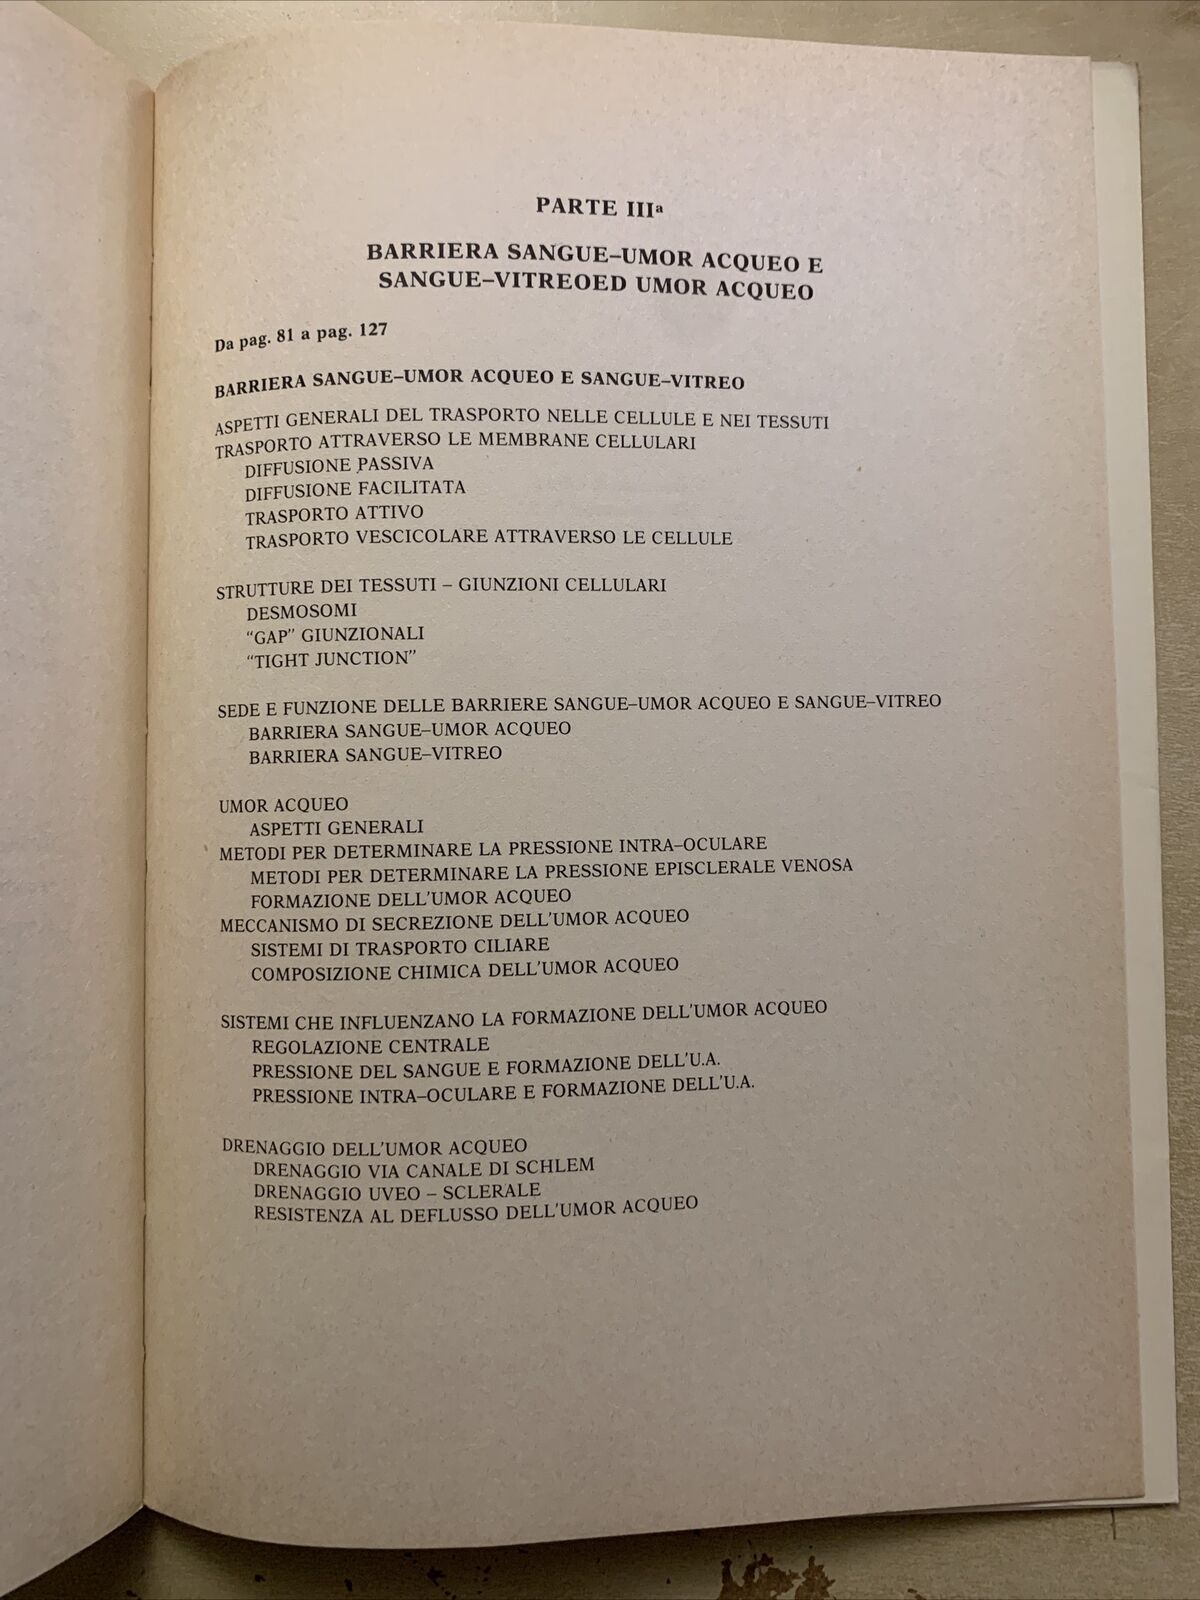 PARTE IIIª
BARRIERA SANGUE–UMOR ACQUEO E
SANGUE–VITREOED UMOR ACQUEO
Da pag. 81 a pag. 127
BARRIERA SANGUE–UMOR ACQUEO E SANGUE–VITREO
ASPETTI GENERALI DEL TRASPORTO NELLE CELLULE E NEI TESSUTI
TRASPORTO ATTRAVERSO LE MEMBRANE CELLULARI
DIFFUSIONE PASSIVA
DIFFUSIONE FACILITATA
TRASPORTO ATTIVO
TRASPORTO VESCICOLARE ATTRAVERSO LE CELLULE
STRUTTURE DEI TESSUTI – GIUNZIONI CELLULARI
DESMOSOMI
“GAP” GIUNZIONALI
“TIGHT JUNCTION”
SEDE E FUNZIONE DELLE BARRIERE SANGUE–UMOR ACQUEO E SANGUE–VITREO
BARRIERA SANGUE–UMOR ACQUEO
BARRIERA SANGUE–VITREO
UMOR ACQUEO
ASPETTI GENERALI
METODI PER DETERMINARE LA PRESSIONE INTRA–OCULARE
METODI PER DETERMINARE LA PRESSIONE EPISCLERALE VENOSA
FORMAZIONE DELL'UMOR ACQUEO
MECCANISMO DI SECREZIONE DELL'UMOR ACQUEO
SISTEMI DI TRASPORTO CILIARE
COMPOSIZIONE CHIMICA DELL'UMOR ACQUEO
SISTEMI CHE INFLUENZANO LA FORMAZIONE DELL'UMOR ACQUEO
REGOLAZIONE CENTRALE
PRESSIONE DEL SANGUE E FORMAZIONE DELL'U.A.
PRESSIONE INTRA–OCULARE E FORMAZIONE DELL'U.A.
DRENAGGIO DELL'UMOR ACQUEO
DRENAGGIO VIA CANALE DI SCHLEM
DRENAGGIO UVEO – SCLERALE
RESISTENZA AL DEFLUSSO DELL'UMOR ACQUEO